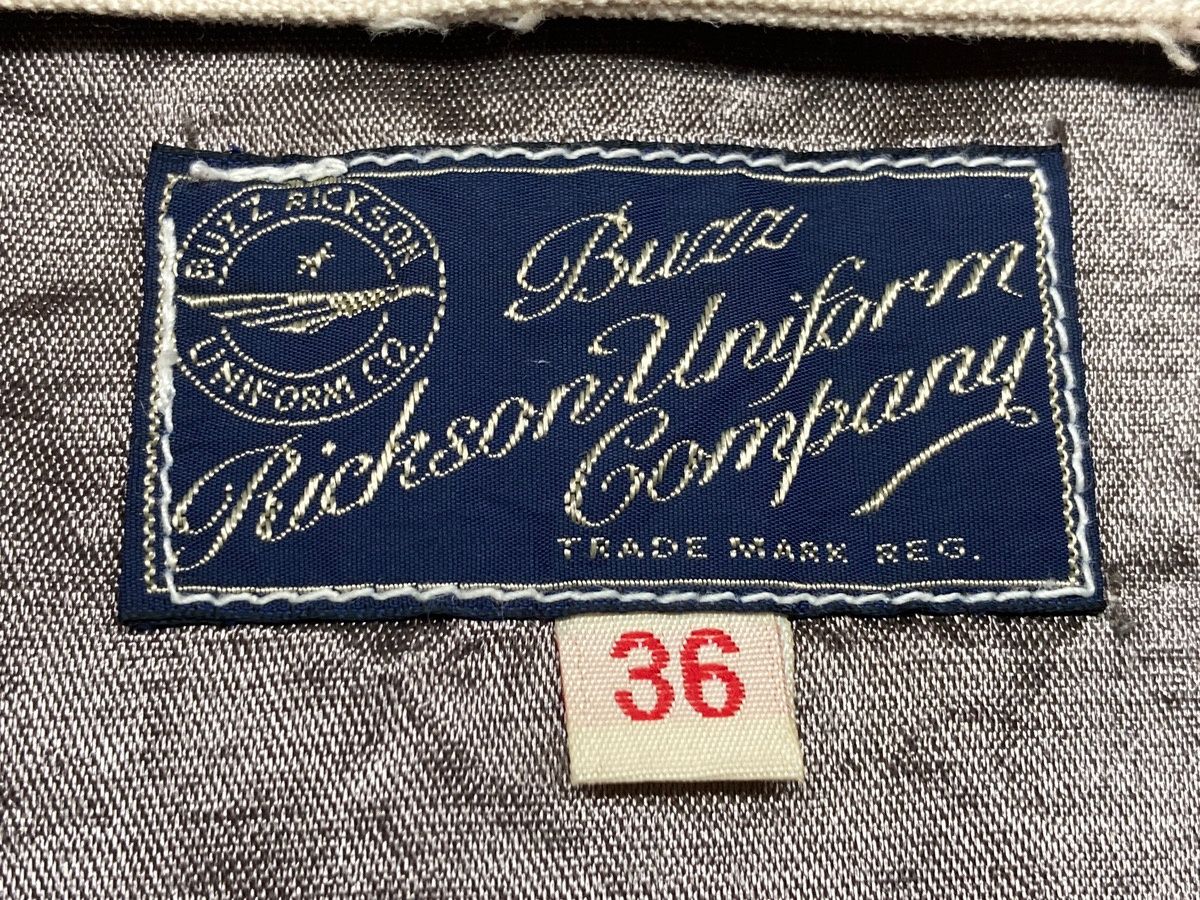 BUZZ RICKSON
UNIFORM CO.
Buzz
Rickson Uniform
Company
TRADE MARK REG.
36